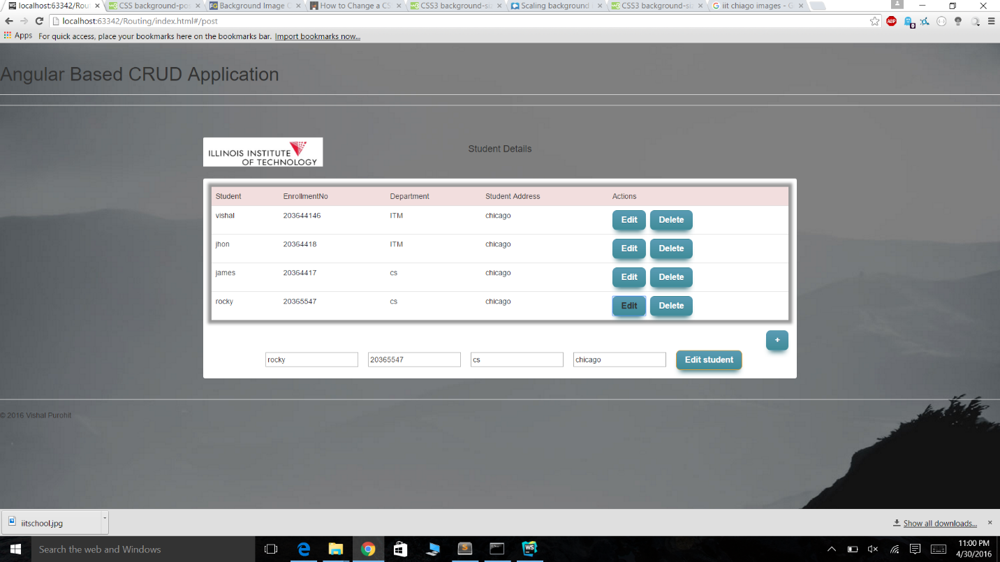 localhost:63342/Rou
CSS background-pos
Background Image C
How to Change a CS
CSS3 background-siz
Scaling background
CSS3 background-siz
iit chiago images - G
localhost:63342/Routing/index.html#/post
ABP
Apps For quick access, place your bookmarks here on the bookmarks bar. Import bookmarks now...
Angular Based CRUD Application
ILLINOIS INSTITUTE
OF TECHNOLOGY
Student Details
Student EnrollmentNo Department Student Address Actions
vishal 203644146 ITM chicago Edit Delete
jhon 20364418 ITM chicago Edit Delete
james 20364417 cs chicago Edit Delete
rocky 20365547 cs chicago Edit Delete
+
rocky 20365547 cs chicago Edit student
© 2016 Vishal Purohit
iitschool.jpg
Show all downloads...
Search the web and Windows
11:00 PM
4/30/2016